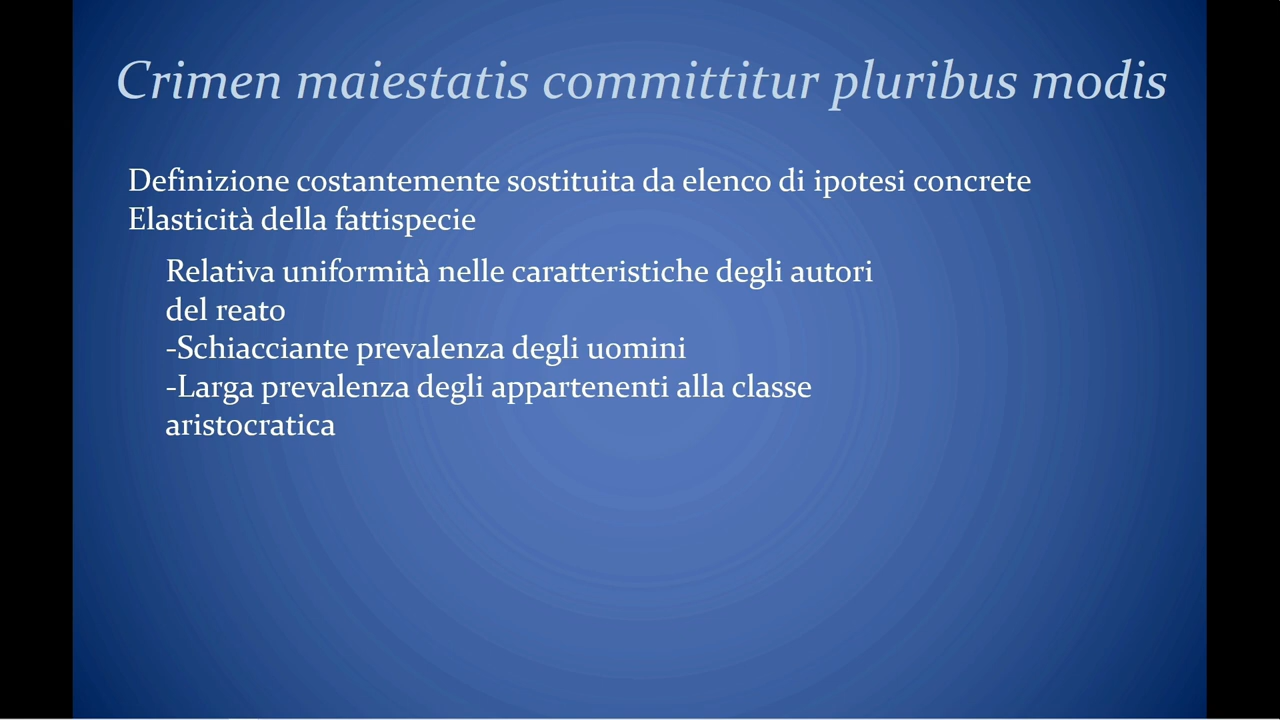 Crimen maiestatis committitur pluribus modis
Definizione costantemente sostituita da elenco di ipotesi concrete
Elasticità della fattispecie
Relativa uniformità nelle caratteristiche degli autori
del reato
-Schiacciante prevalenza degli uomini
-Larga prevalenza degli appartenenti alla classe
aristocratica